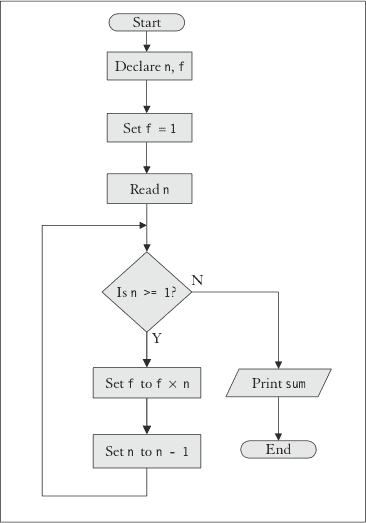 Start
Declare n, f
Set f = 1
Read n
Is n >= 1?
N
Y
Set f to f × n
Print sum
Set n to n - 1
End